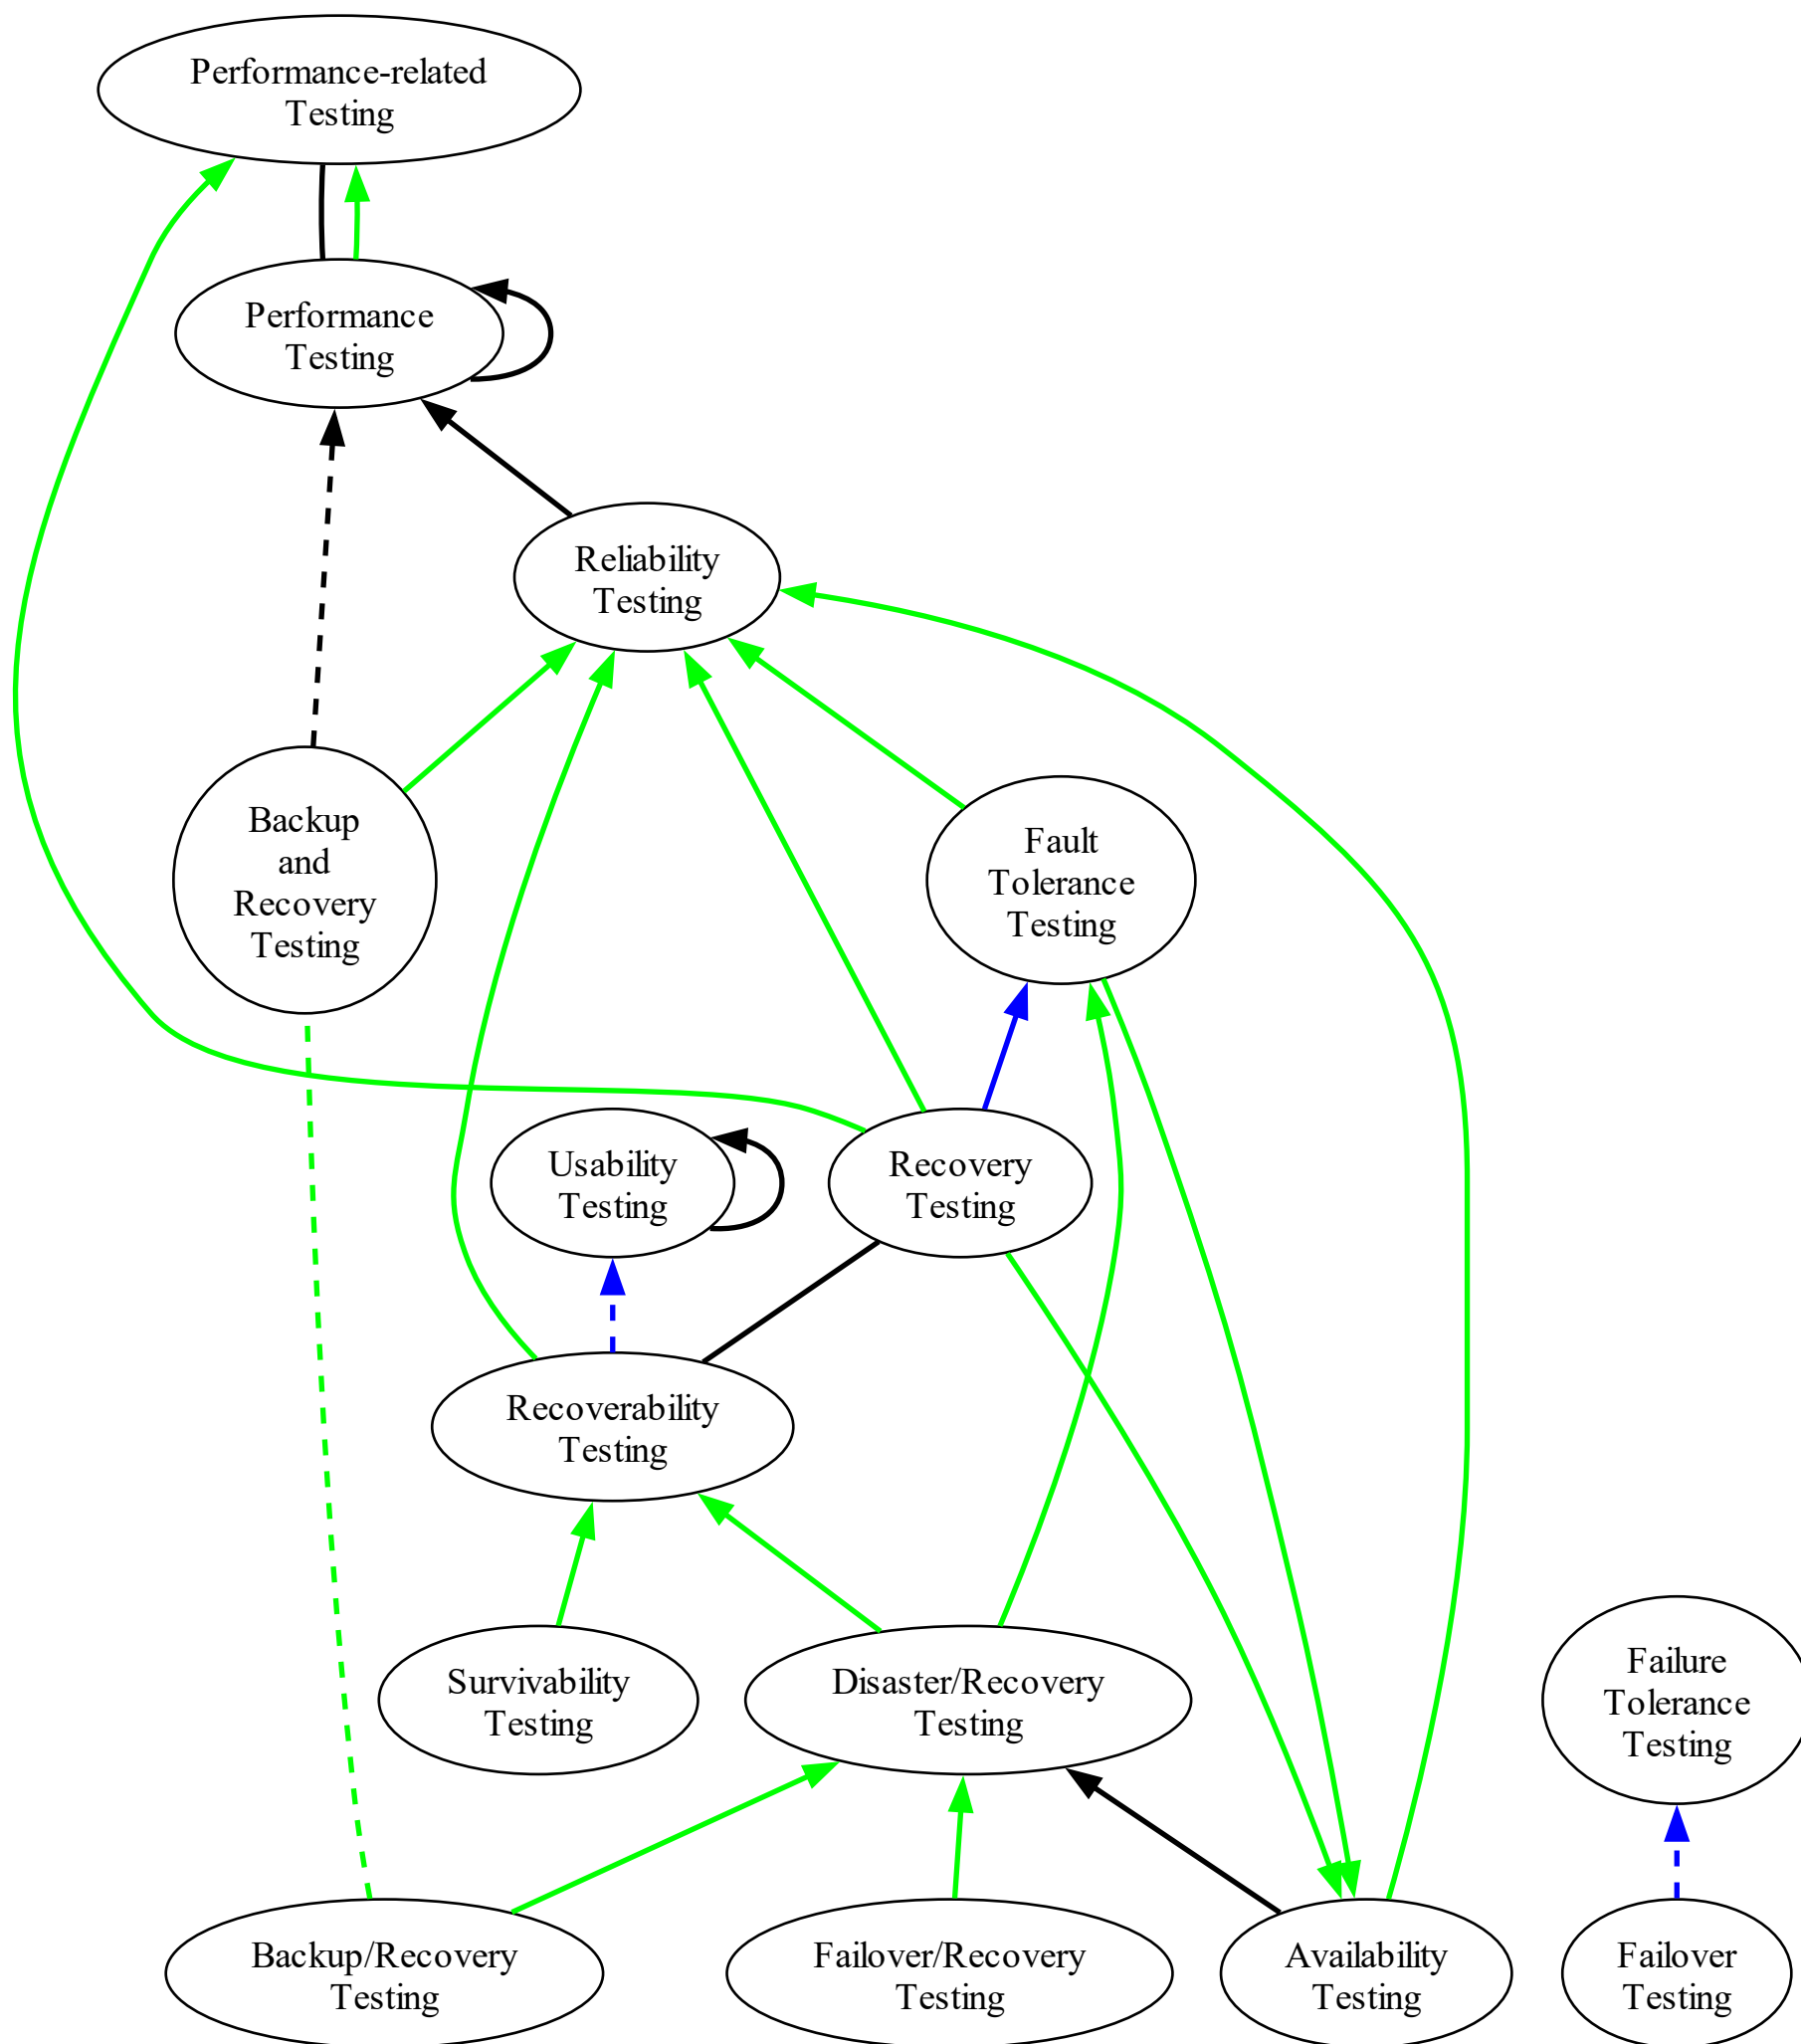 Performance-related
Testing
Performance
Testing
Reliability
Testing
Backup
and
Recovery
Testing
Fault
Tolerance
Testing
Usability
Testing
Recovery
Testing
Recoverability
Testing
Survivability
Testing
Disaster/Recovery
Testing
Failure
Tolerance
Testing
Backup/Recovery
Testing
Failover/Recovery
Testing
Availability
Testing
Failover
Testing